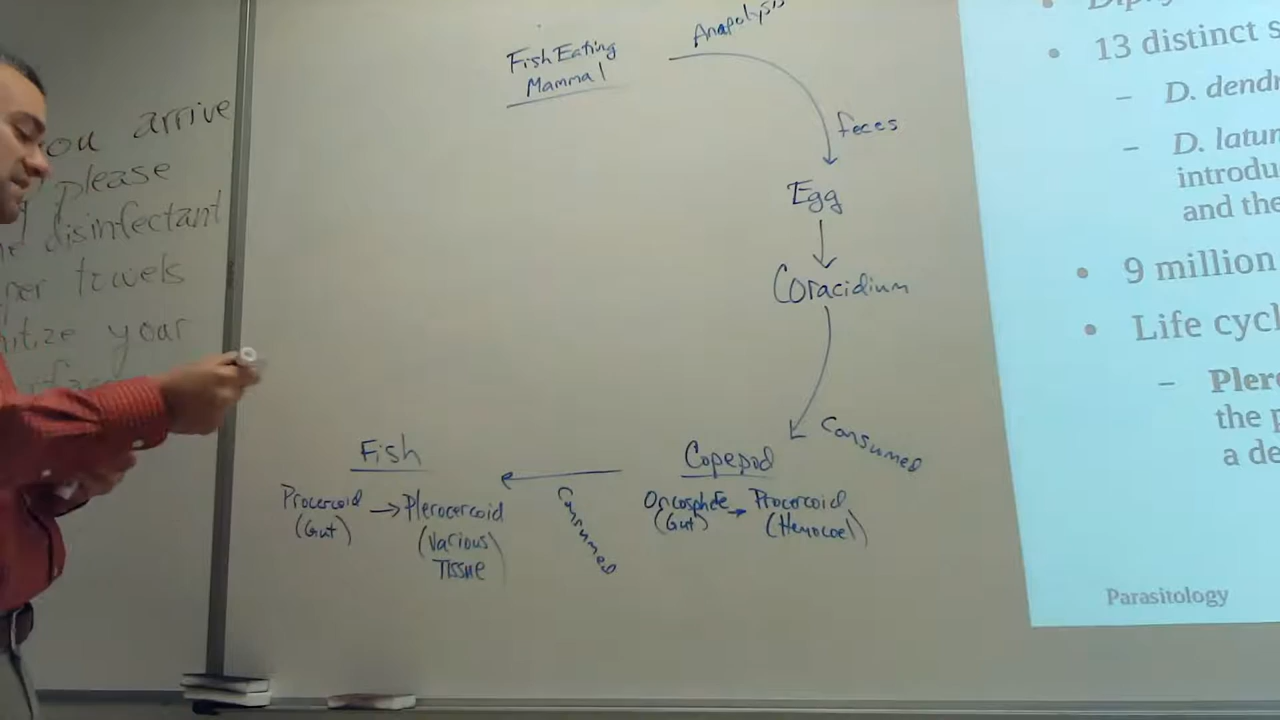 ou arrive
please
disinfectant
towels
your
Fish Eating
Mammal
Anapolysis
feces
Egg
Coracidium
Consumed
Copepod
Oncosphere (Gut) → Procercoid (Hemocoel)
Consumed
Fish
Procercoid (Gut) → Plerocercoid (Various) Tissue
• 13 distinct s
– D. dendr
– D. latum
introdu
and the
• 9 million
• Life cycl
– Plero
the p
a de
Parasitology